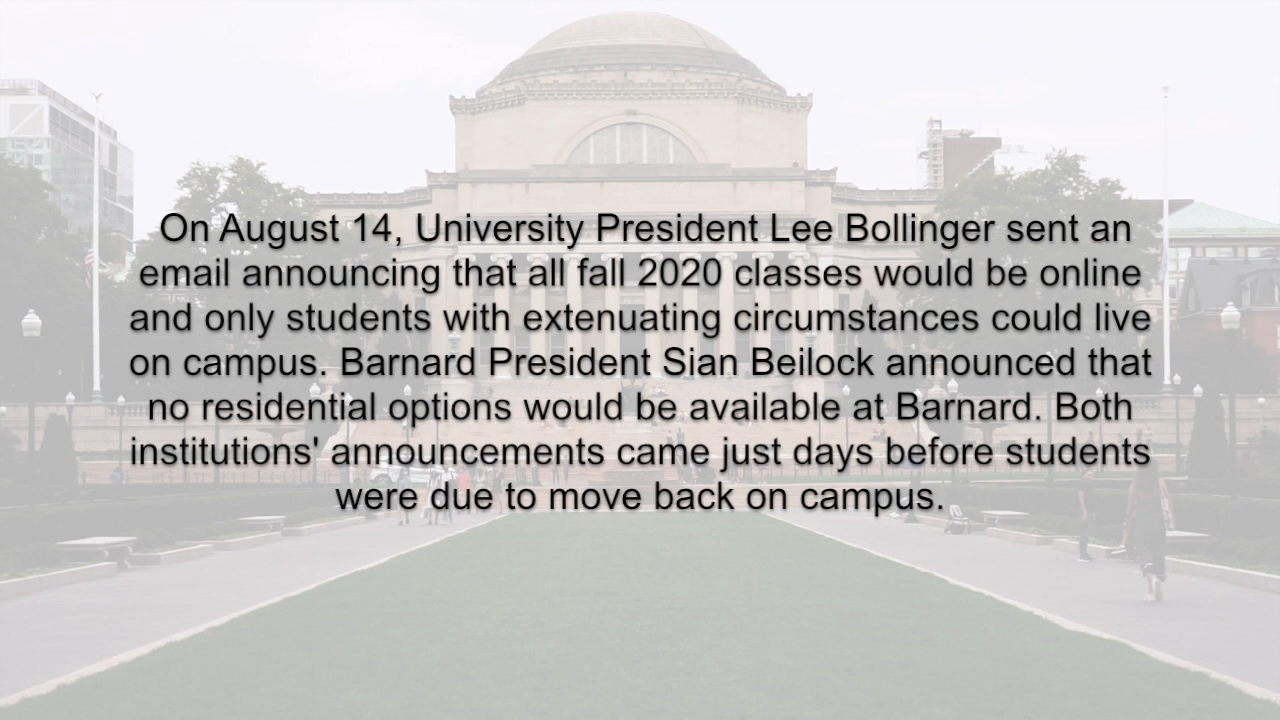 On August 14, University President Lee Bollinger sent an
email announcing that all fall 2020 classes would be online
and only students with extenuating circumstances could live
on campus. Barnard President Sian Beilock announced that
no residential options would be available at Barnard. Both
institutions' announcements came just days before students
were due to move back on campus.